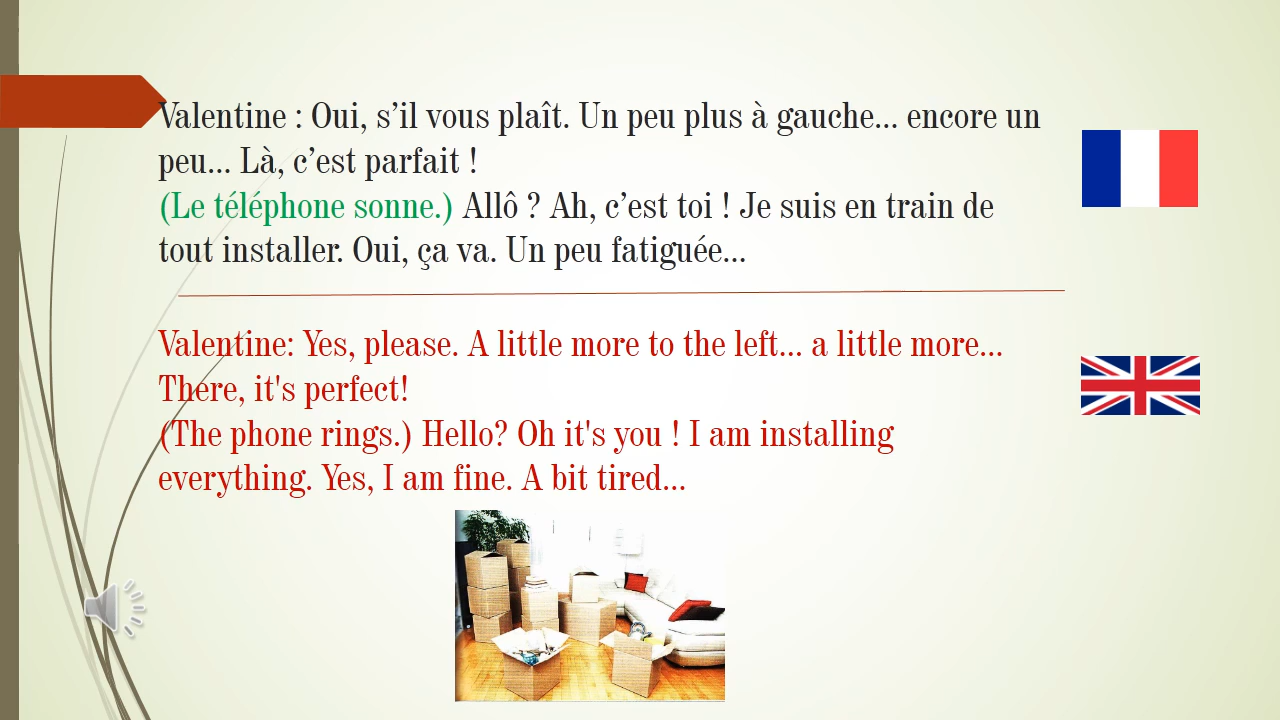 Valentine : Oui, s’il vous plaît. Un peu plus à gauche... encore un
peu... Là, c’est parfait !
(Le téléphone sonne.) Allô ? Ah, c’est toi ! Je suis en train de
tout installer. Oui, ça va. Un peu fatiguée...
Valentine: Yes, please. A little more to the left... a little more...
There, it's perfect!
(The phone rings.) Hello? Oh it's you ! I am installing
everything. Yes, I am fine. A bit tired...